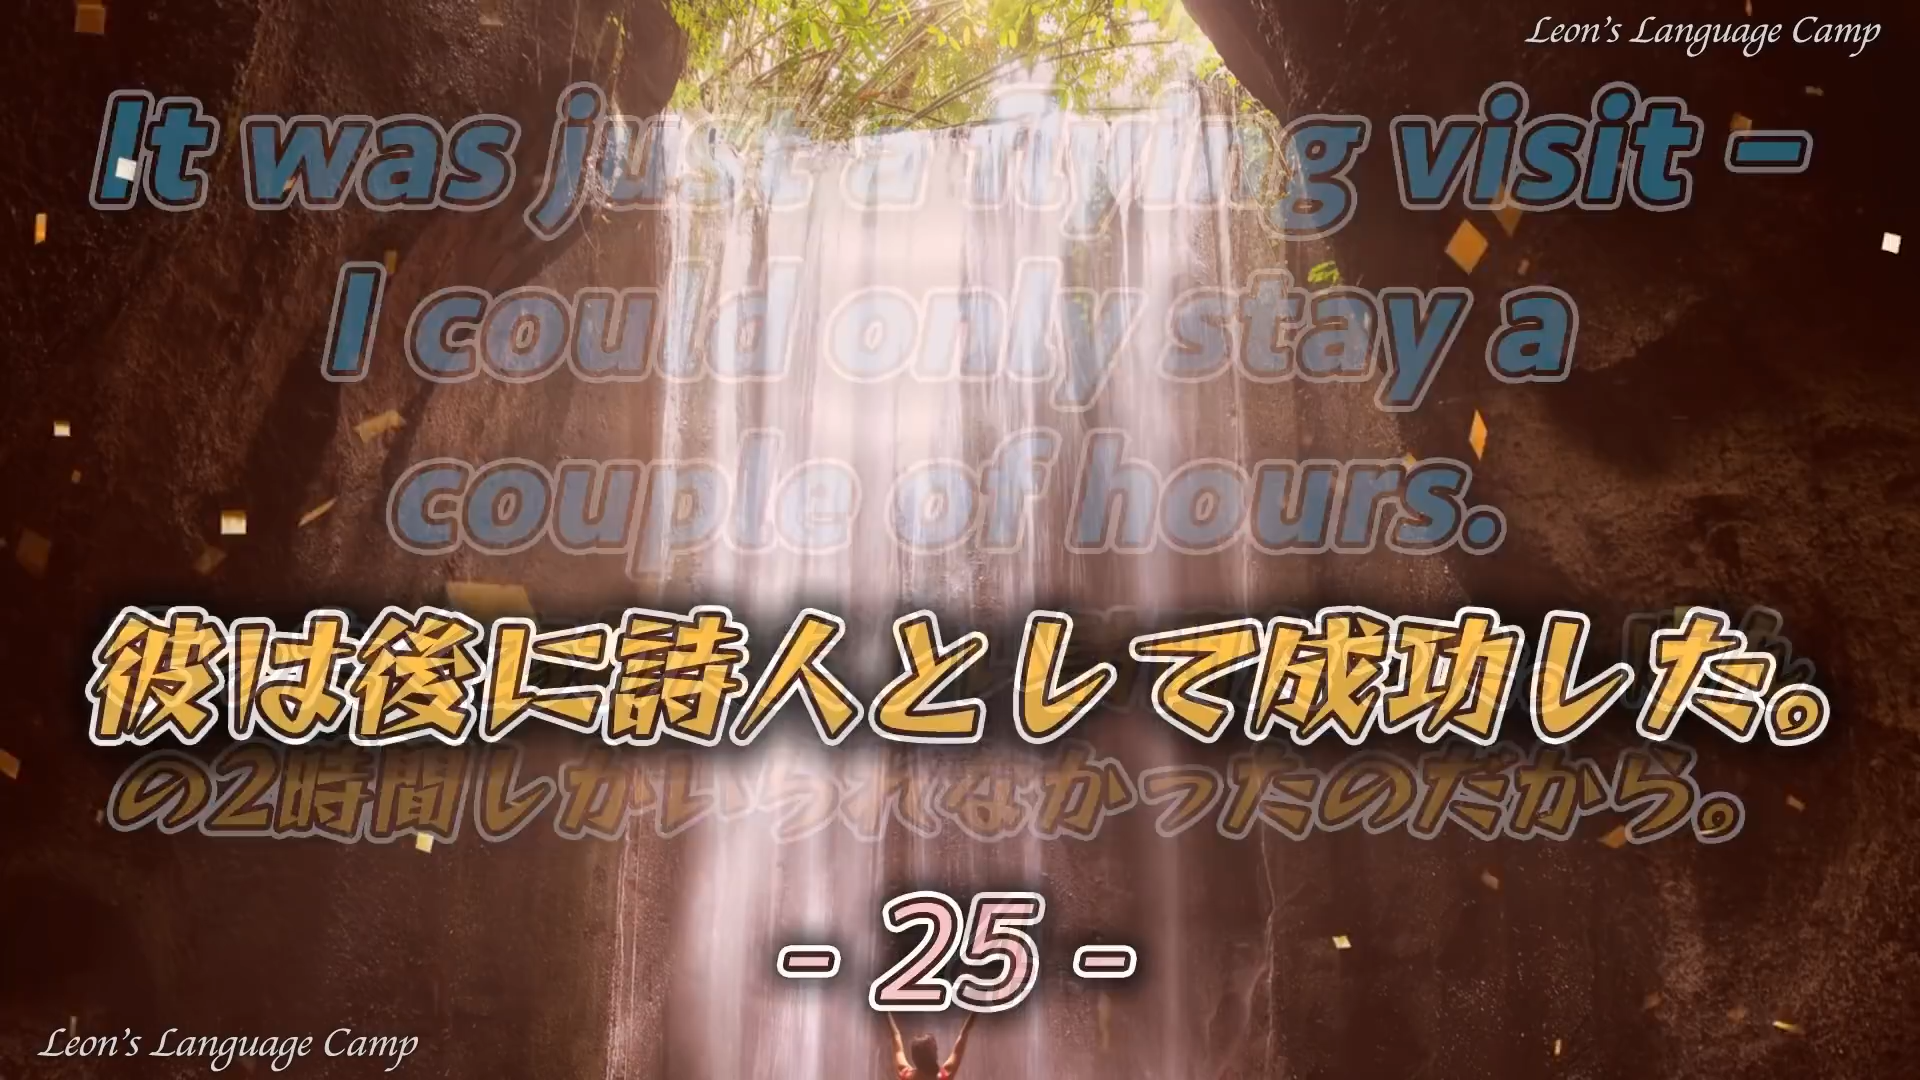 Leon's Language Camp
It was just a flying visit –
I could only stay a
couple of hours.
彼は後に詩人として成功した。
の2時間しかいられなかったのだから。
- 25 -
Leon's Language Camp